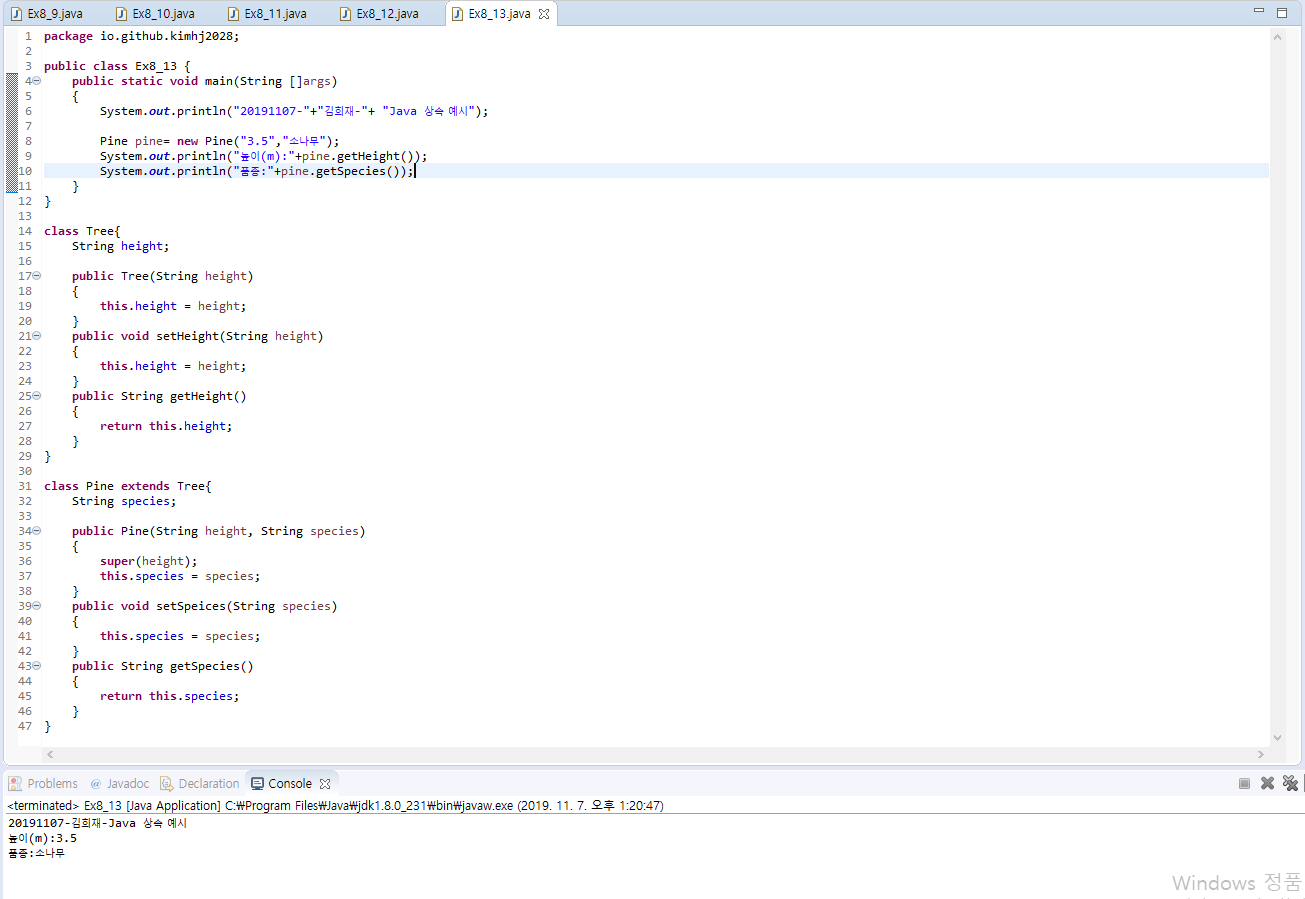 Ex8_9.java Ex8_10.java Ex8_11.java Ex8_12.java Ex8_13.java
1 package io.github.kimhj2028;
2
3 public class Ex8_13 {
4 public static void main(String []args)
5 {
6 System.out.println("20191107-"+"김희재-"+ "Java 상속 예시");
7
8 Pine pine= new Pine("3.5","소나무");
9 System.out.println("높이(m):"+pine.getHeight());
10 System.out.println("품종:"+pine.getSpecies());
11 }
12 }
13
14 class Tree{
15 String height;
16
17 public Tree(String height)
18 {
19 this.height = height;
20 }
21 public void setHeight(String height)
22 {
23 this.height = height;
24 }
25 public String getHeight()
26 {
27 return this.height;
28 }
29 }
30
31 class Pine extends Tree{
32 String species;
33
34 public Pine(String height, String species)
35 {
36 super(height);
37 this.species = species;
38 }
39 public void setSpeices(String species)
40 {
41 this.species = species;
42 }
43 public String getSpecies()
44 {
45 return this.species;
46 }
47 }
Problems @ Javadoc Declaration Console
<terminated> Ex8_13 [Java Application] C:₩Program Files₩Java₩jdk1.8.0_231₩bin₩javaw.exe (2019. 11. 7. 오후 1:20:47)
20191107-김희재-Java 상속 예시
높이(m):3.5
품종:소나무
Windows 정품